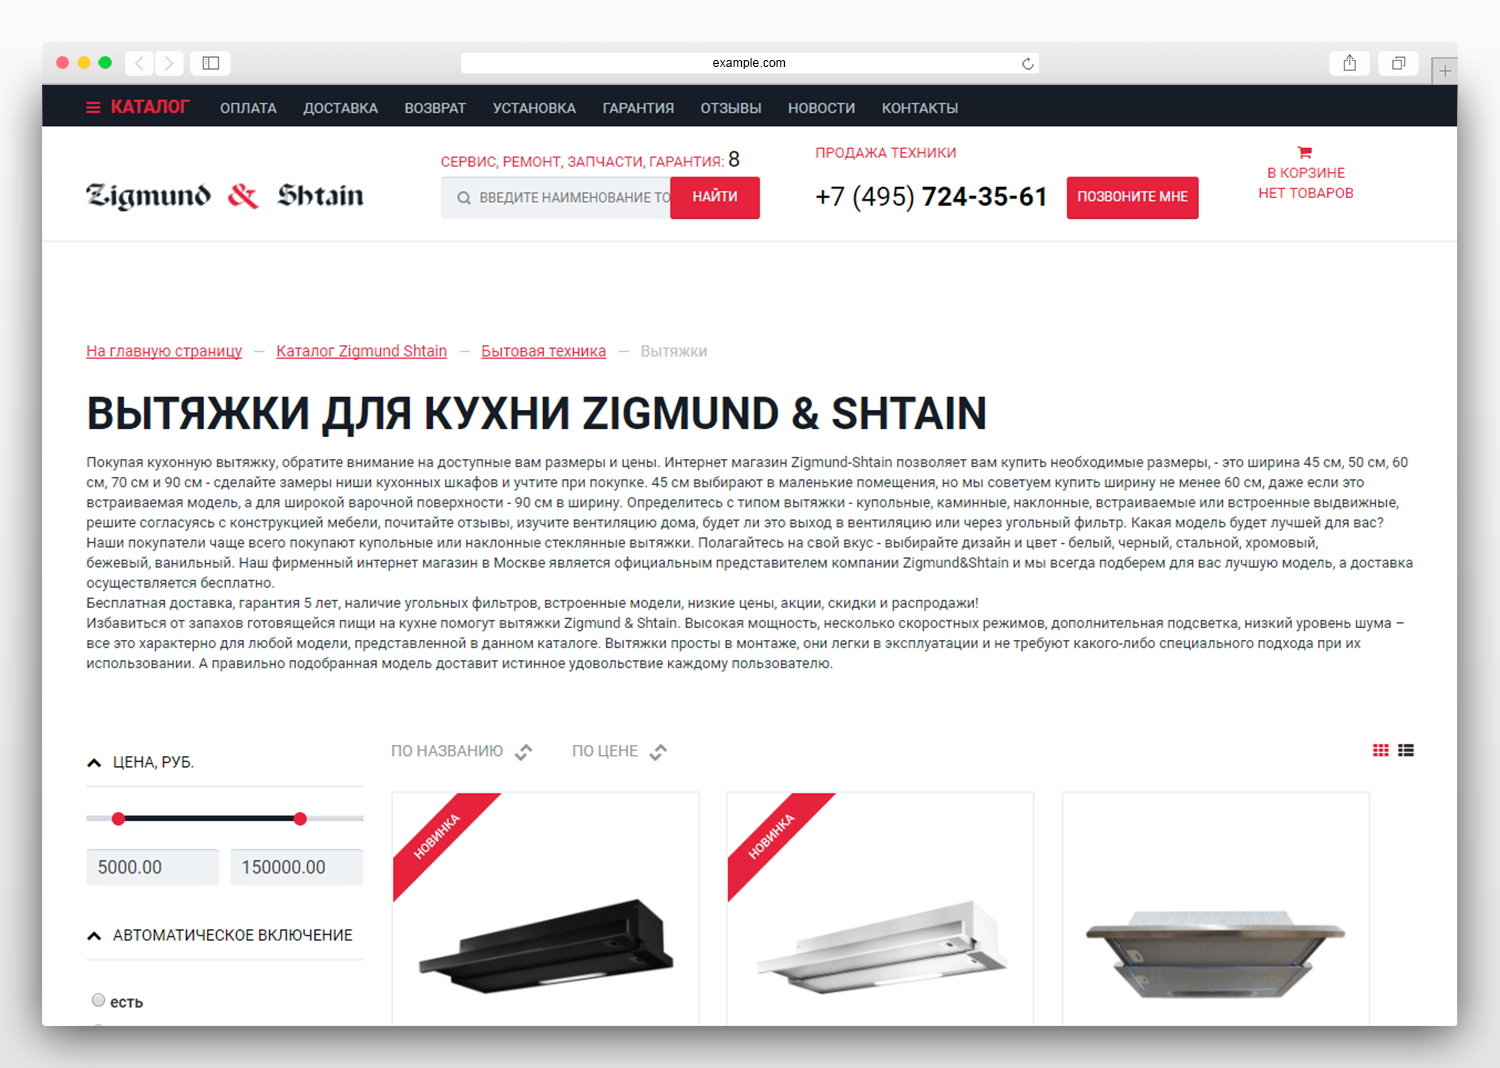 example.com
КАТАЛОГ ОПЛАТА ДОСТАВКА ВОЗВРАТ УСТАНОВКА ГАРАНТИЯ ОТЗЫВЫ НОВОСТИ КОНТАКТЫ
Zigmund & Shtain
СЕРВИС, РЕМОНТ, ЗАПЧАСТИ, ГАРАНТИЯ: 8
ВВЕДИТЕ НАИМЕНОВАНИЕ ТО
НАЙТИ
ПРОДАЖА ТЕХНИКИ
+7 (495) 724-35-61
ПОЗВОНИТЕ МНЕ
В КОРЗИНЕ
НЕТ ТОВАРОВ
На главную страницу — Каталог Zigmund Shtain — Бытовая техника — Вытяжки
ВЫТЯЖКИ ДЛЯ КУХНИ ZIGMUND & SHTAIN
Покупая кухонную вытяжку, обратите внимание на доступные вам размеры и цены. Интернет магазин Zigmund-Shtain позволяет вам купить необходимые размеры, - это ширина 45 см, 50 см, 60
см, 70 см и 90 см - сделайте замеры ниши кухонных шкафов и учтите при покупке. 45 см выбирают в маленькие помещения, но мы советуем купить ширину не менее 60 см, даже если это
встраиваемая модель, а для широкой варочной поверхности - 90 см в ширину. Определитесь с типом вытяжки - купольные, каминные, наклонные, встраиваемые или встроенные выдвижные,
решите согласуясь с конструкцией мебели, почитайте отзывы, изучите вентиляцию дома, будет ли это выход в вентиляцию или через угольный фильтр. Какая модель будет лучшей для вас?
Наши покупатели чаще всего покупают купольные или наклонные стеклянные вытяжки. Полагайтесь на свой вкус - выбирайте дизайн и цвет - белый, черный, стальной, хромовый,
бежевый, ванильный. Наш фирменный интернет магазин в Москве является официальным представителем компании Zigmund&Shtain и мы всегда подберем для вас лучшую модель, а доставка
осуществляется бесплатно.
Бесплатная доставка, гарантия 5 лет, наличие угольных фильтров, встроенные модели, низкие цены, акции, скидки и распродажи!
Избавиться от запахов готовящейся пищи на кухне помогут вытяжки Zigmund & Shtain. Высокая мощность, несколько скоростных режимов, дополнительная подсветка, низкий уровень шума –
все это характерно для любой модели, представленной в данном каталоге. Вытяжки просты в монтаже, они легки в эксплуатации и не требуют какого-либо специального подхода при их
использовании. А правильно подобранная модель доставит истинное удовольствие каждому пользователю.
ЦЕНА, РУБ.
5000.00 150000.00
АВТОМАТИЧЕСКОЕ ВКЛЮЧЕНИЕ
есть
ПО НАЗВАНИЮ ПО ЦЕНЕ
НОВИНКА
НОВИНКА